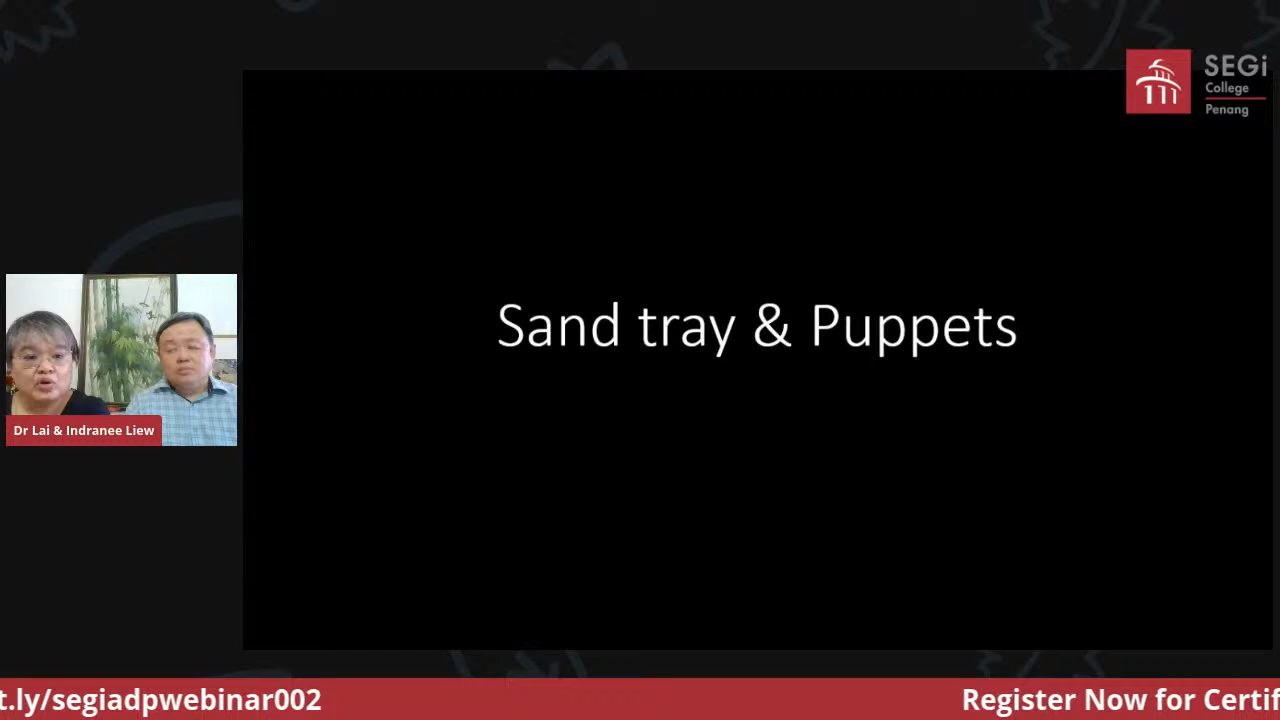 SEGi
College
Penang
Sand tray & Puppets
Dr Lai & Indranee Liew
t.ly/segiadpwebinar002
Register Now for Certif